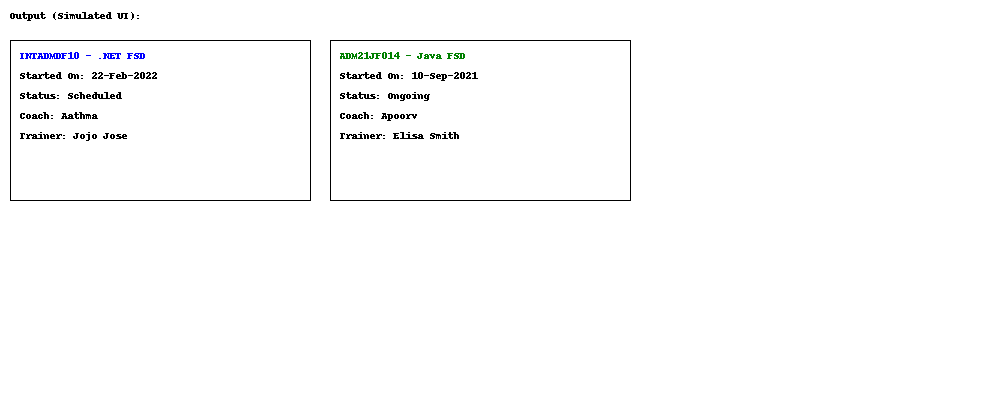 Output (Simulated UI):
INTADMDF10 - .NET FSD
Started On: 22-Feb-2022
Status: Scheduled
Coach: Aathma
Trainer: Jojo Jose
ADM21JF014 - Java FSD
Started On: 10-Sep-2021
Status: Ongoing
Coach: Apoorv
Trainer: Elisa Smith